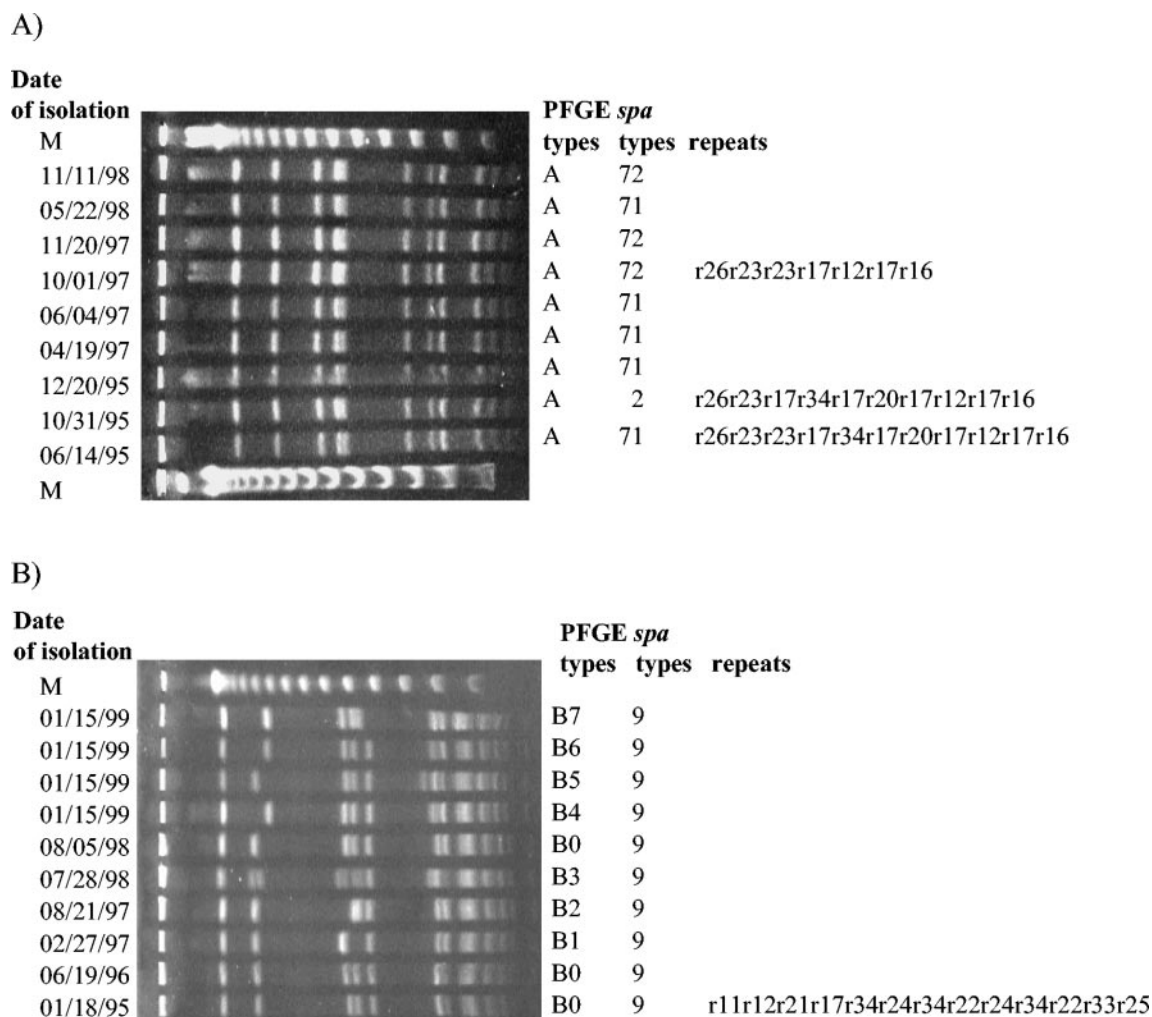 A)
Date
of isolation
PFGE spa
M types types repeats
11/11/98 A 72
05/22/98 A 71
11/20/97 A 72
10/01/97 A 72 r26r23r23r17r12r17r16
06/04/97 A 71
04/19/97 A 71
12/20/95 A 71
10/31/95 A 2 r26r23r17r34r17r20r17r12r17r16
06/14/95 A 71 r26r23r23r17r34r17r20r17r12r17r16
M
B)
Date
of isolation
PFGE spa
types types repeats
M
01/15/99 B7 9
01/15/99 B6 9
01/15/99 B5 9
01/15/99 B4 9
08/05/98 B0 9
07/28/98 B3 9
08/21/97 B2 9
02/27/97 B1 9
06/19/96 B0 9
01/18/95 B0 9 r11r12r21r17r34r24r34r22r24r34r22r33r25